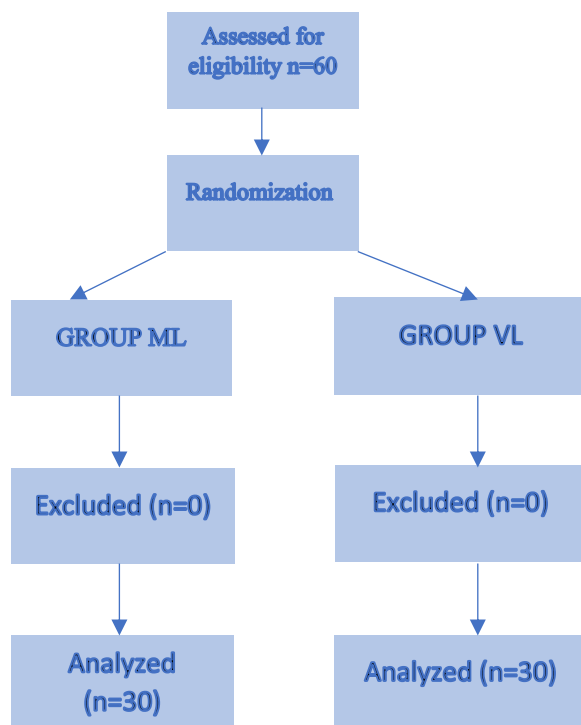 Assessed for
eligibility n=60
Randomization
GROUP ML
GROUP VL
Excluded (n=0)
Excluded (n=0)
Analyzed
(n=30)
Analyzed (n=30)